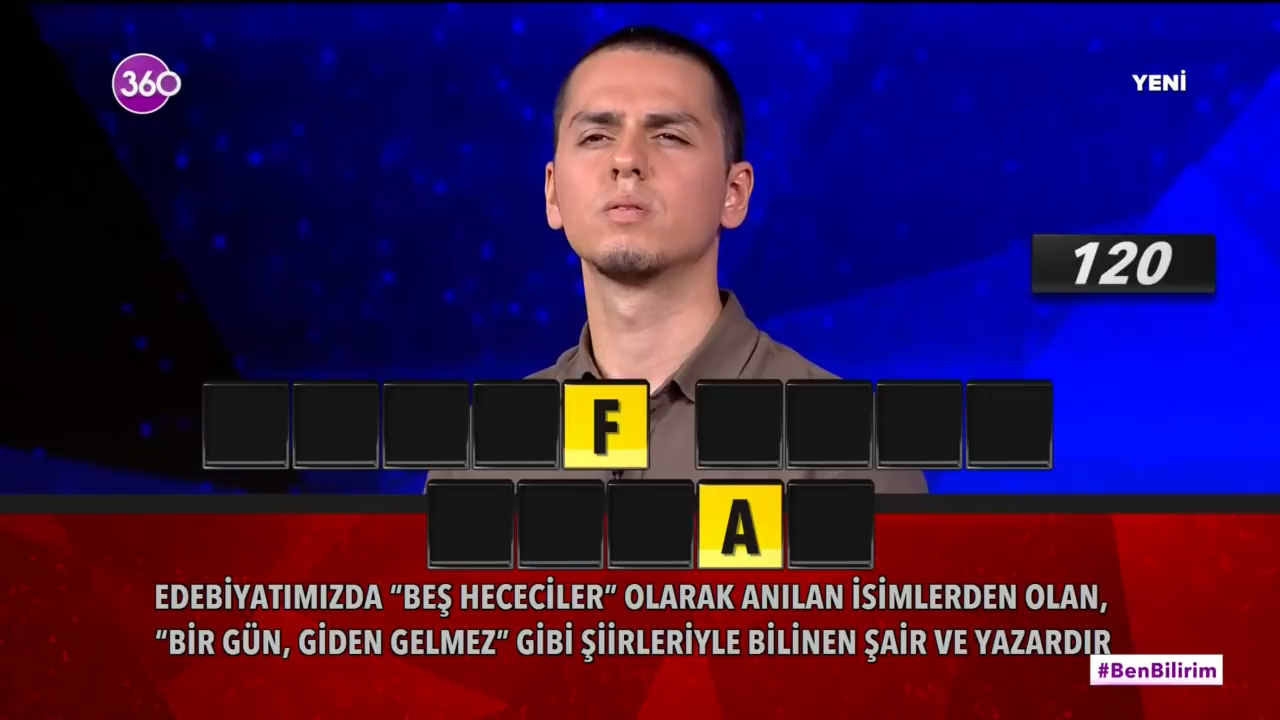 360
YENİ
120
F
A
EDEBİYATIMIZDA “BEŞ HECECİLER” OLARAK ANILAN İSİMLERDEN OLAN,
“BİR GÜN, GİDEN GELMEZ” GİBİ ŞİİRLERİYLE BİLİNEN ŞAİR VE YAZARDIR
#BenBilirim